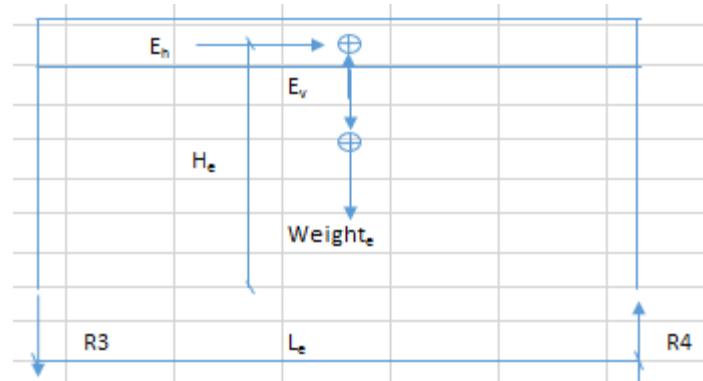 Eₕ
Eᵥ
Hₑ
Weightₑ
R3 Lₑ R4